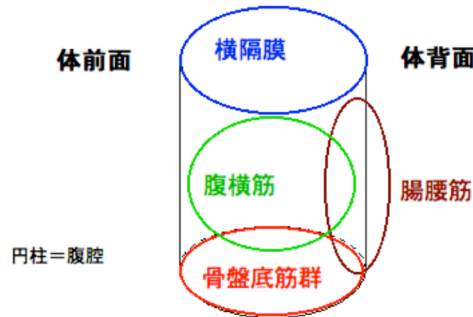 横隔膜
体前面
体背面
腹横筋
腸腰筋
円柱＝腹腔
骨盤底筋群